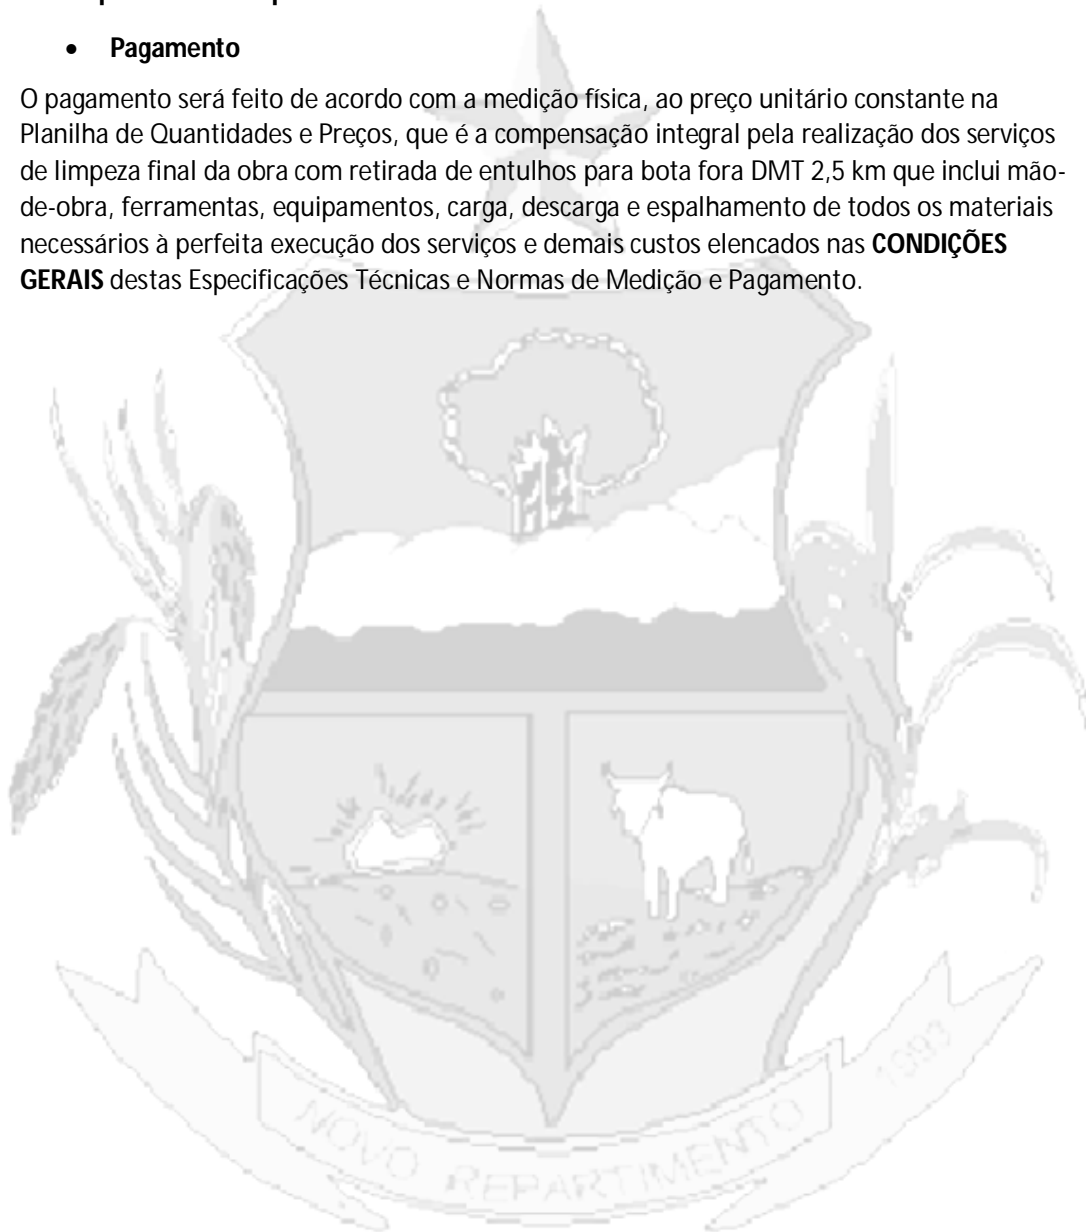 • Pagamento
O pagamento será feito de acordo com a medição física, ao preço unitário constante na
Planilha de Quantidades e Preços, que é a compensação integral pela realização dos serviços
de limpeza final da obra com retirada de entulhos para bota fora DMT 2,5 km que inclui mão-
de-obra, ferramentas, equipamentos, carga, descarga e espalhamento de todos os materiais
necessários à perfeita execução dos serviços e demais custos elencados nas CONDIÇÕES
GERAIS destas Especificações Técnicas e Normas de Medição e Pagamento.
NOVO REPARTIMENTO